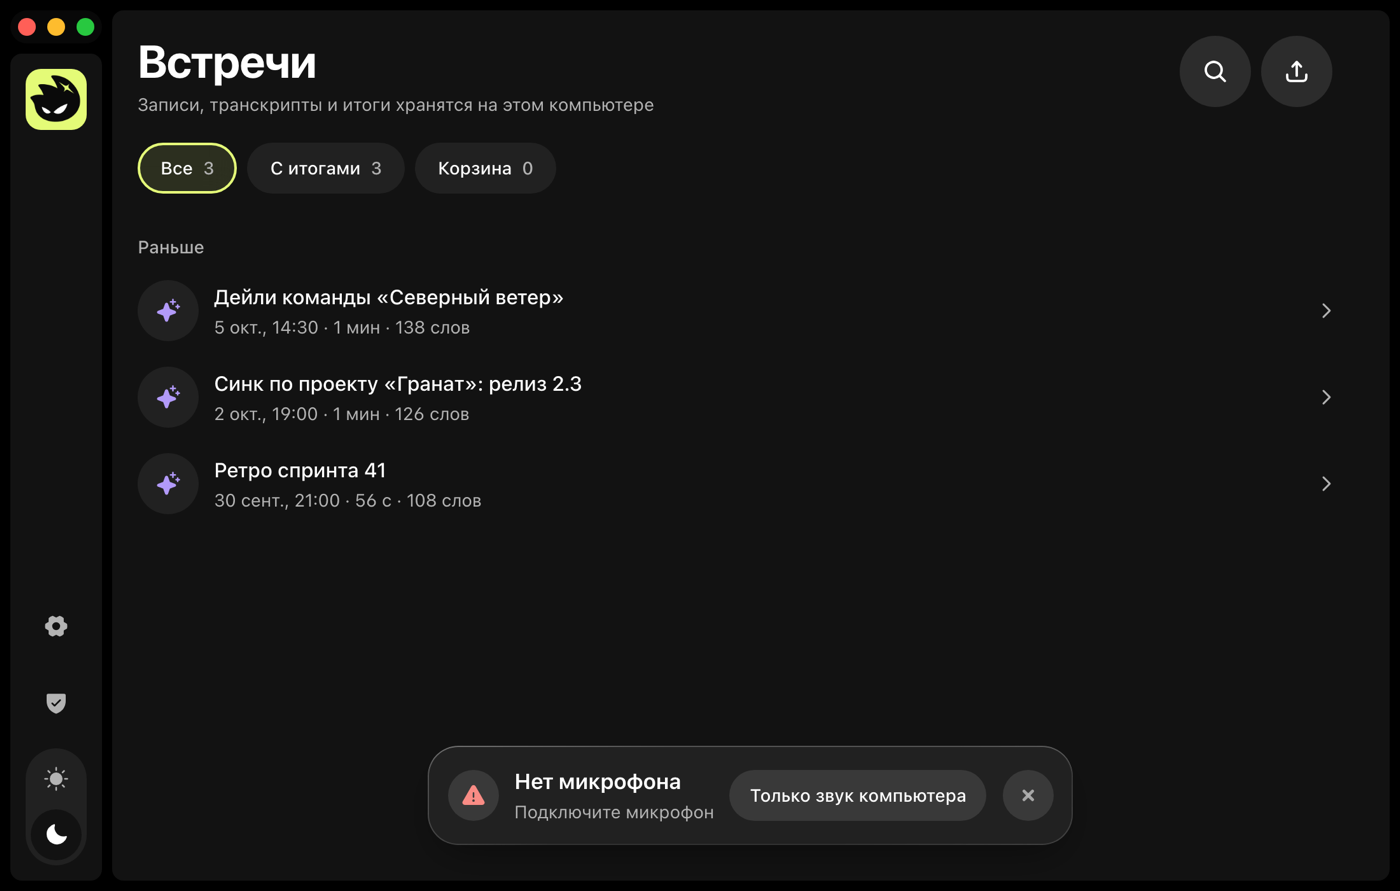 Встречи
Записи, транскрипты и итоги хранятся на этом компьютере
Все 3
С итогами 3
Корзина 0
Раньше
Дейли команды «Северный ветер»
5 окт., 14:30 · 1 мин · 138 слов
Синк по проекту «Гранат»: релиз 2.3
2 окт., 19:00 · 1 мин · 126 слов
Ретро спринта 41
30 сент., 21:00 · 56 с · 108 слов
Нет микрофона
Подключите микрофон
Только звук компьютера